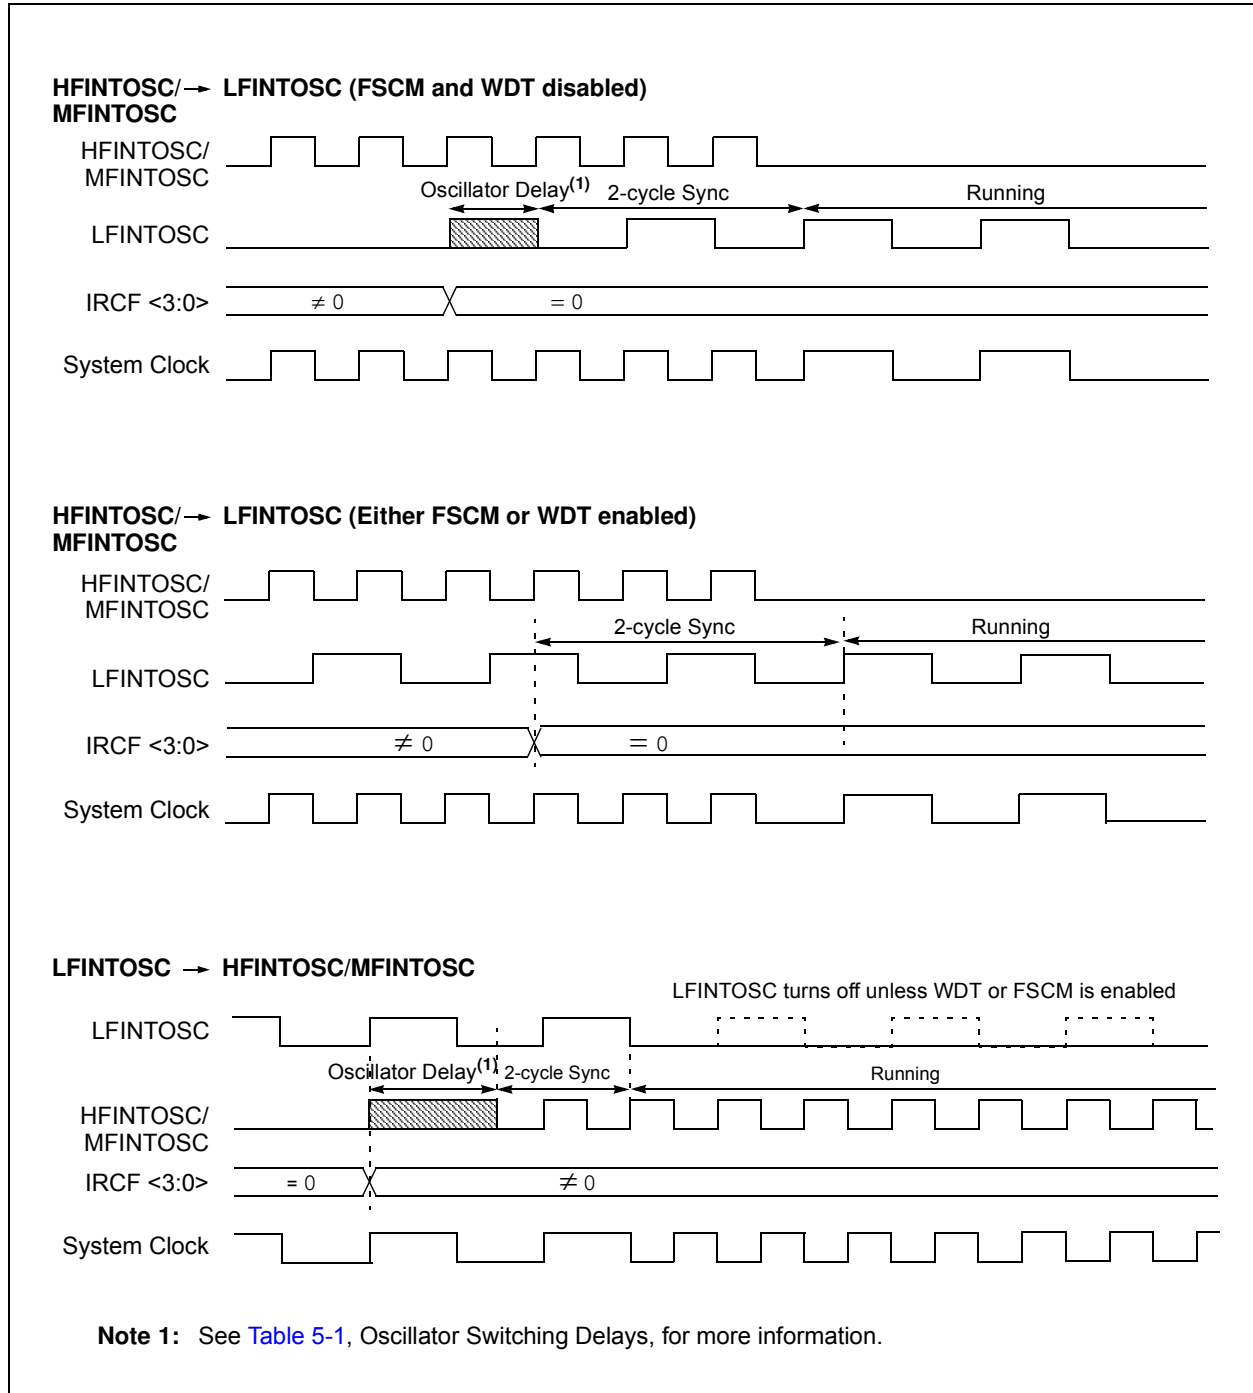 HFINTOSC/→ LFINTOSC (FSCM and WDT disabled)
MFINTOSC
HFINTOSC/
MFINTOSC
Oscillator Delay(1)
2-cycle Sync
Running
LFINTOSC
IRCF <3:0>
≠ 0
= 0
System Clock
HFINTOSC/→ LFINTOSC (Either FSCM or WDT enabled)
MFINTOSC
HFINTOSC/
MFINTOSC
2-cycle Sync
Running
LFINTOSC
IRCF <3:0>
≠ 0
= 0
System Clock
LFINTOSC → HFINTOSC/MFINTOSC
LFINTOSC turns off unless WDT or FSCM is enabled
LFINTOSC
Oscillator Delay(1)
2-cycle Sync
Running
HFINTOSC/
MFINTOSC
IRCF <3:0>
= 0
≠ 0
System Clock
Note 1: See Table 5-1, Oscillator Switching Delays, for more information.